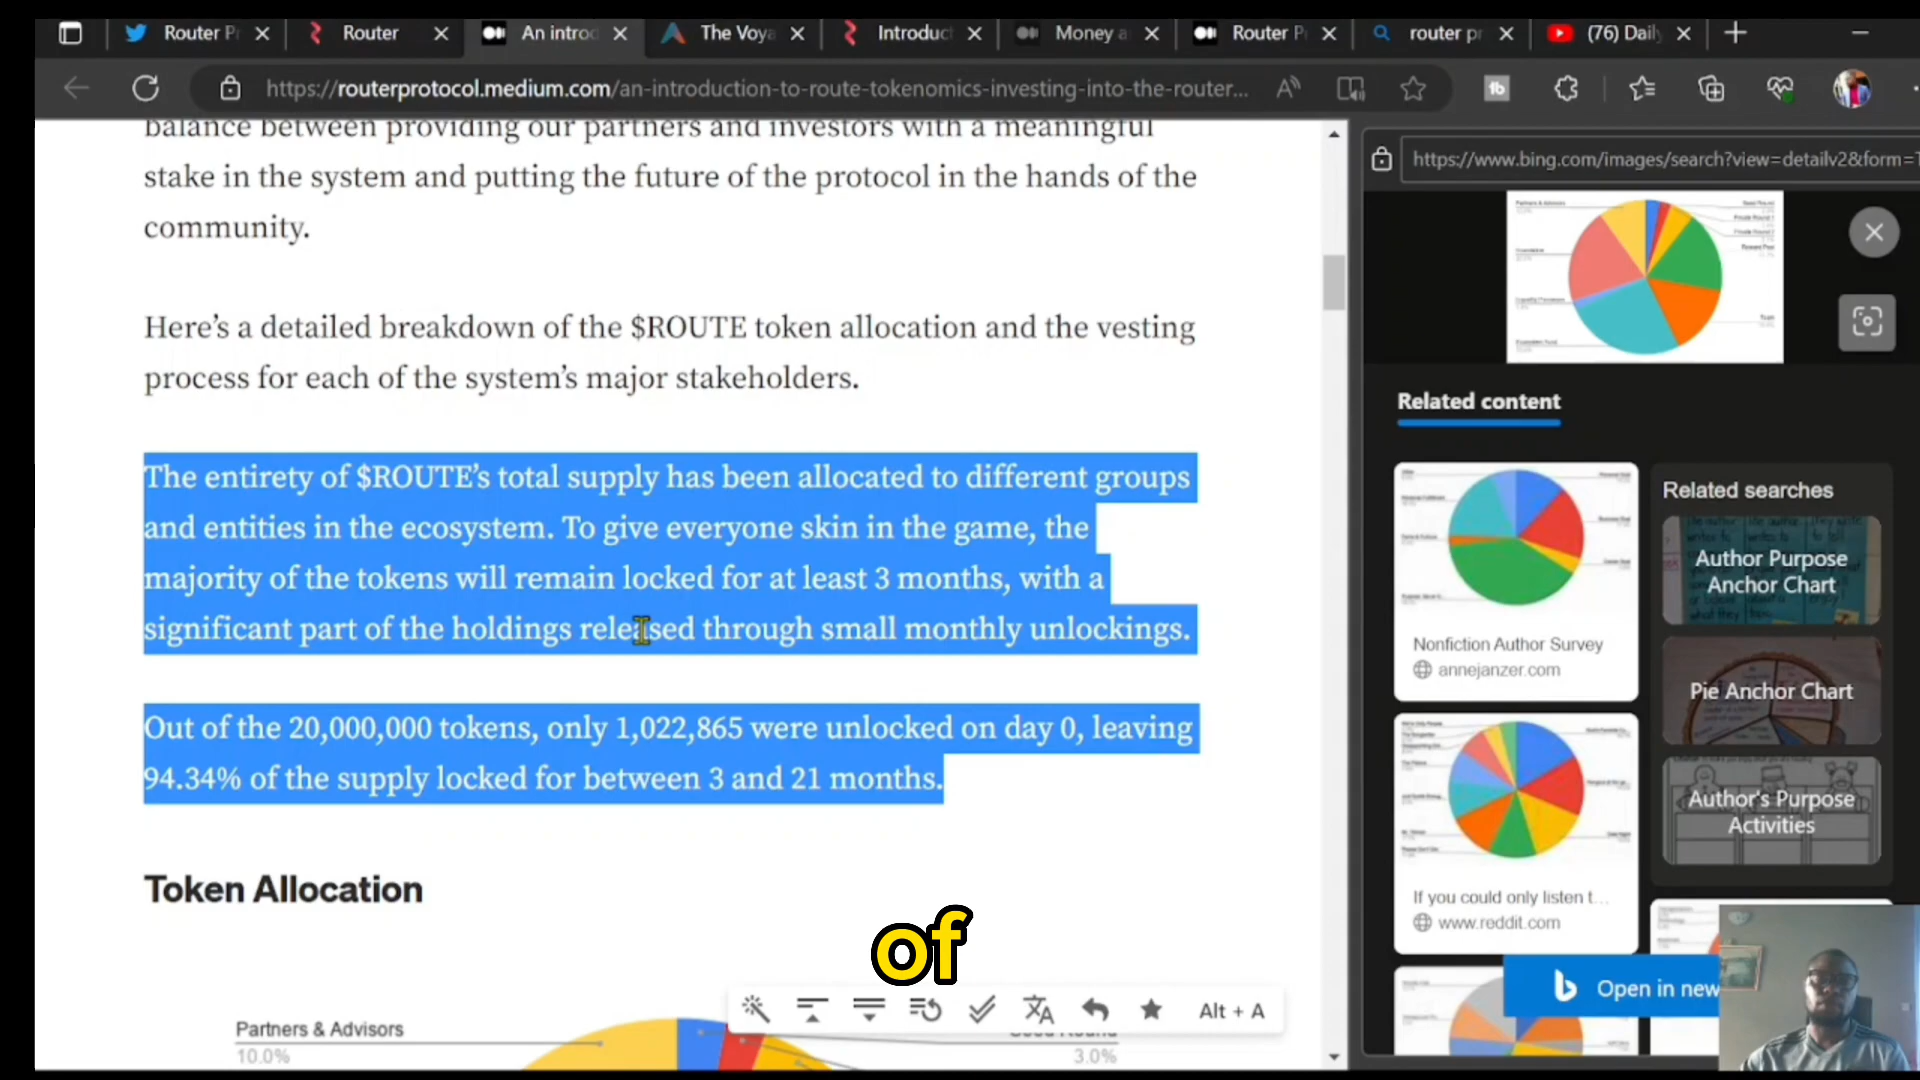 Router Pr
Router
An introd
The Voya
Introduct
Money a
Router P
router pr
(76) Daily
https://routerprotocol.medium.com/an-introduction-to-route-tokenomics-investing-into-the-router...
balance between providing our partners and investors with a meaningful
stake in the system and putting the future of the protocol in the hands of the
community.
Here's a detailed breakdown of the $ROUTE token allocation and the vesting
process for each of the system's major stakeholders.
The entirety of $ROUTE's total supply has been allocated to different groups
and entities in the ecosystem. To give everyone skin in the game, the
majority of the tokens will remain locked for at least 3 months, with a
significant part of the holdings released through small monthly unlockings.
Out of the 20,000,000 tokens, only 1,022,865 were unlocked on day 0, leaving
94.34% of the supply locked for between 3 and 21 months.
Token Allocation
of
Alt + A
Partners & Advisors
10.0%
3.0%
https://www.bing.com/images/search?view=detailv2&form=
Related content
Nonfiction Author Survey
annejanzer.com
If you could only listen t...
www.reddit.com
Related searches
Author Purpose
Anchor Chart
Pie Anchor Chart
Author's Purpose
Activities
Open in new